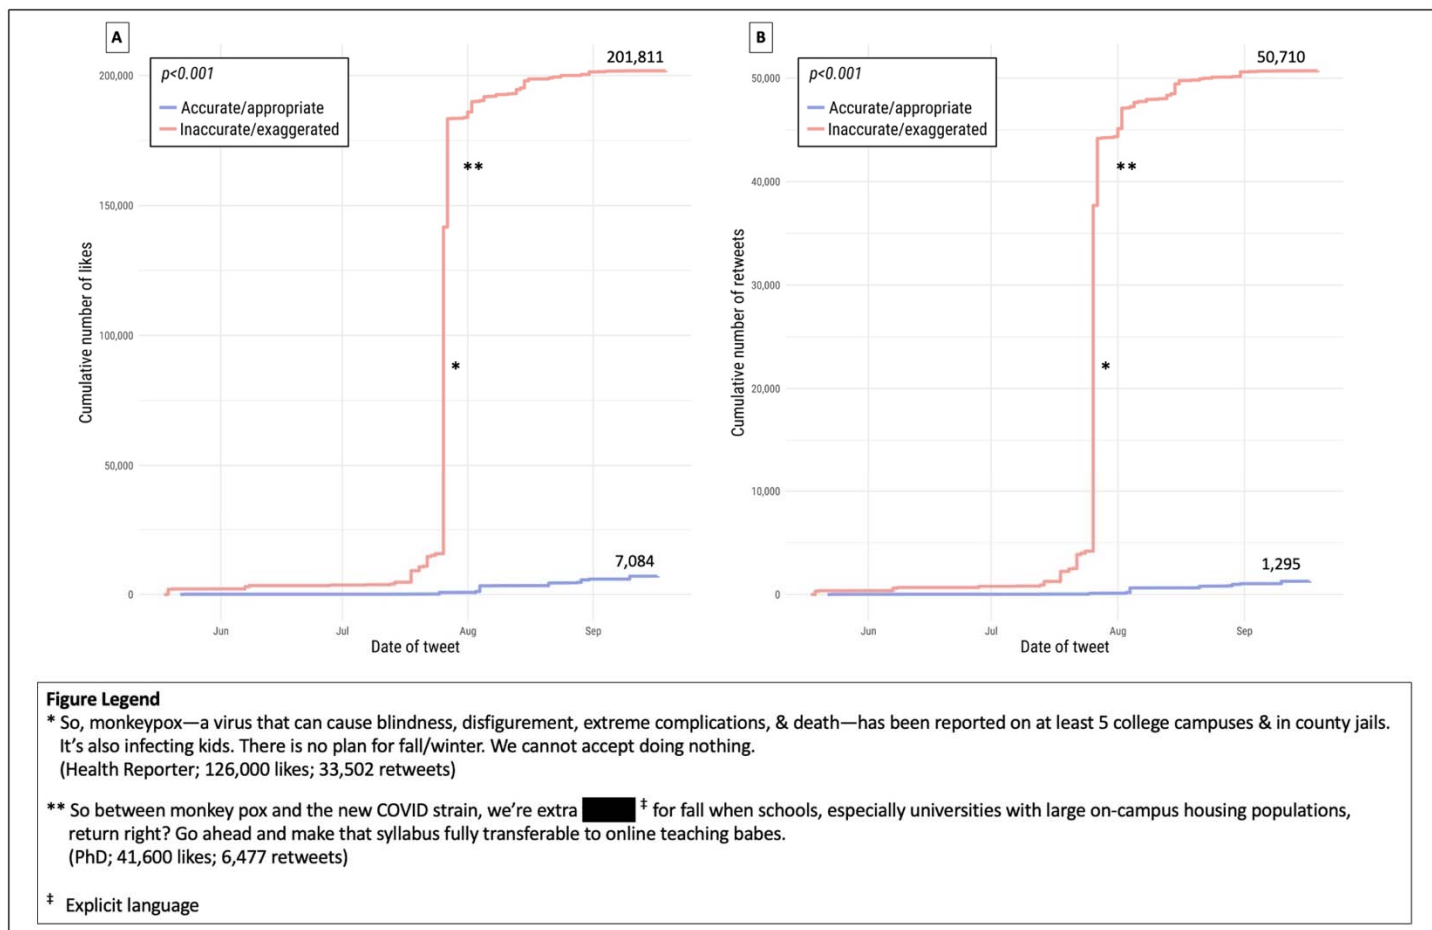 A
p<0.001
Accurate/appropriate
Inaccurate/exaggerated
201,811
200,000
150,000
100,000
50,000
0
7,084
**
*
Cumulative number of likes
Jun
Jul
Aug
Sep
Date of tweet
B
p<0.001
Accurate/appropriate
Inaccurate/exaggerated
50,710
50,000
40,000
30,000
20,000
10,000
0
1,295
**
*
Cumulative number of retweets
Jun
Jul
Aug
Sep
Date of tweet
Figure Legend
* So, monkeypox—a virus that can cause blindness, disfigurement, extreme complications, & death—has been reported on at least 5 college campuses & in county jails.
It’s also infecting kids. There is no plan for fall/winter. We cannot accept doing nothing.
(Health Reporter; 126,000 likes; 33,502 retweets)
** So between monkey pox and the new COVID strain, we’re extra ‡ for fall when schools, especially universities with large on-campus housing populations,
return right? Go ahead and make that syllabus fully transferable to online teaching babes.
(PhD; 41,600 likes; 6,477 retweets)
‡ Explicit language